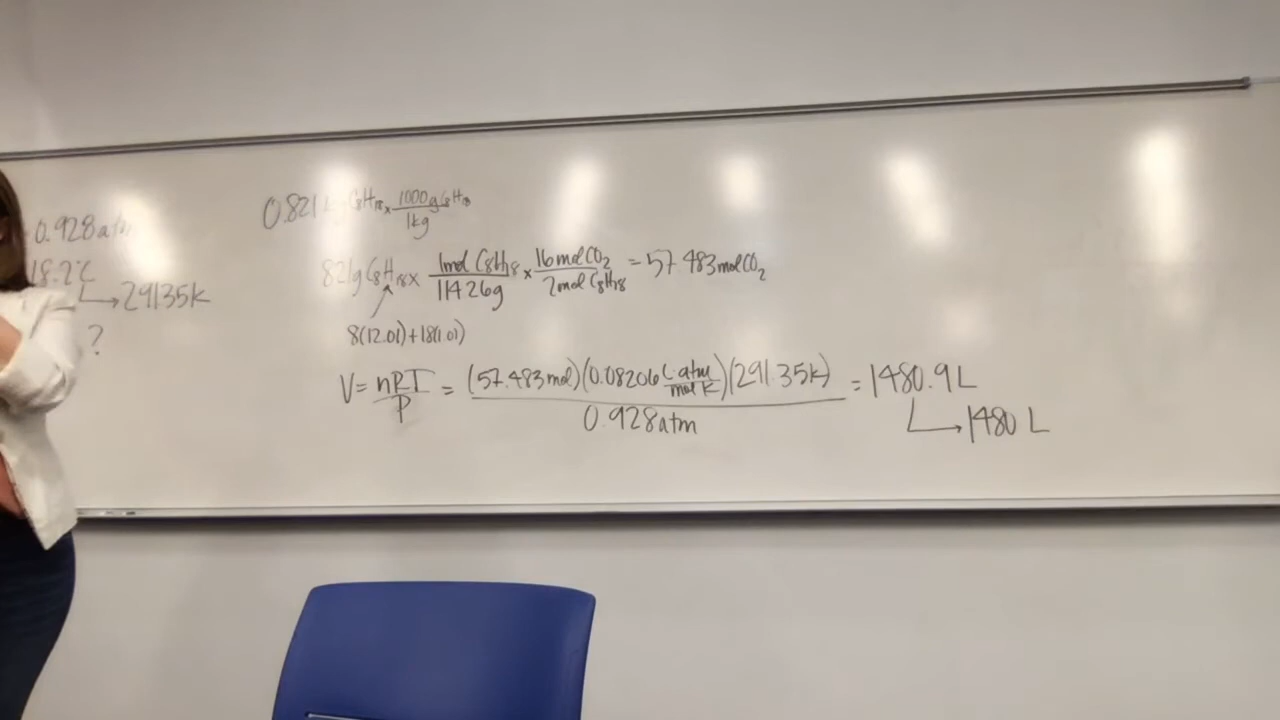 0.928atm
18.2°C
→ 291.35K
?
0.821 kg C8H18 x 1000g C8H18 / 1kg
821g C8H18 x 1mol C8H18 / 114.26g x 16mol CO2 / 2mol C8H18 = 57.483mol CO2
8(12.01)+18(1.01)
V = nRT / P = (57.483mol)(0.08206 L·atm / mol K)(291.35K) / 0.928atm = 1480.9 L
→ 1480 L